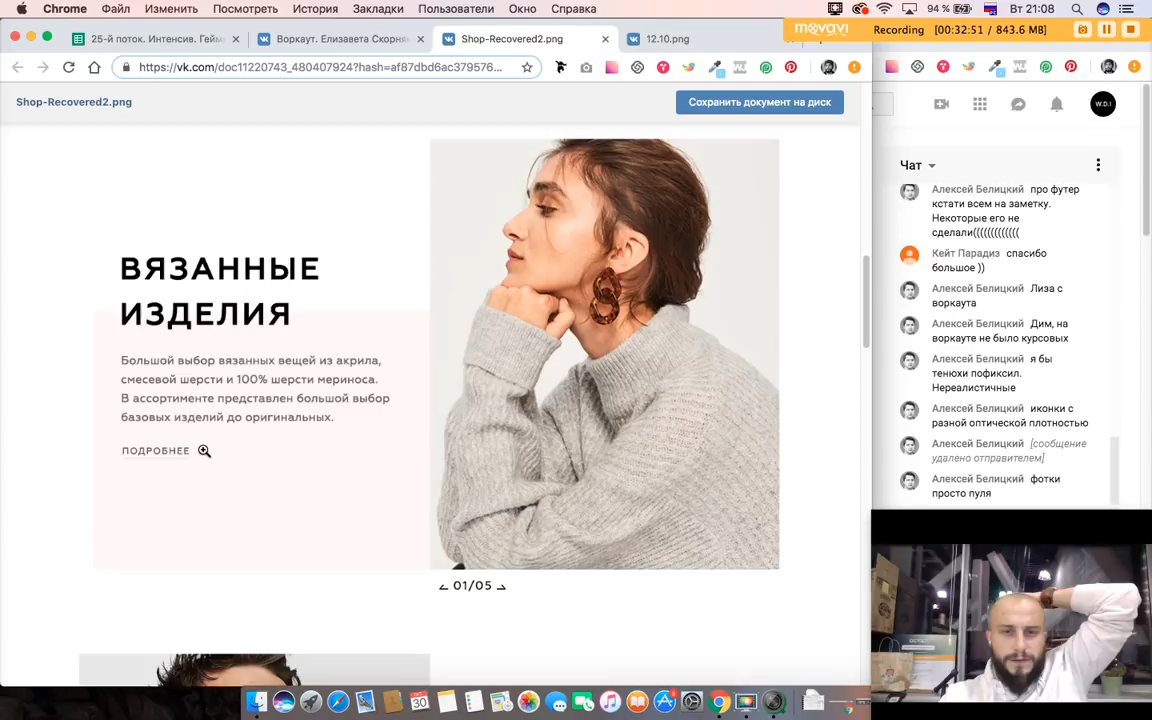 Chrome Файл Изменить Посмотреть История Закладки Пользователи Окно Справка
94 % Вт 21:08
movavi Recording [00:32:51 / 843.6 MB]
25-й поток. Интенсив. Гейм
Воркаут. Елизавета Скорня
Shop-Recovered2.png
12.10.png
https://vk.com/doc11220743_480407924?hash=af87dbd6ac379576...
Shop-Recovered2.png
Сохранить документ на диск
ВЯЗАННЫЕ
ИЗДЕЛИЯ
Большой выбор вязанных вещей из акрила,
смесевой шерсти и 100% шерсти мериноса.
В ассортименте представлен большой выбор
базовых изделий до оригинальных.
ПОДРОБНЕЕ
01/05
W.D.I
Чат
Алексей Белицкий про футер
кстати всем на заметку.
Некоторые его не
сделали(((((((((((((
Кейт Парадиз спасибо
большое ))
Алексей Белицкий Лиза с
воркаута
Алексей Белицкий Дим, на
воркауте не было курсовых
Алексей Белицкий я бы
тенюхи пофиксил.
Нереалистичные
Алексей Белицкий иконки с
разной оптической плотностью
Алексей Белицкий [сообщение
удалено отправителем]
Алексей Белицкий фотки
просто пуля